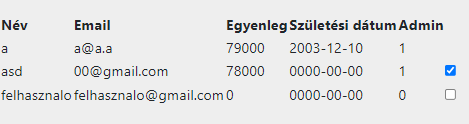 Név Email Egyenleg Születési dátum Admin
a a@a.a 79000 2003-12-10 1
asd 00@gmail.com 78000 0000-00-00 1
felhasznalo felhasznalo@gmail.com 0 0000-00-00 0